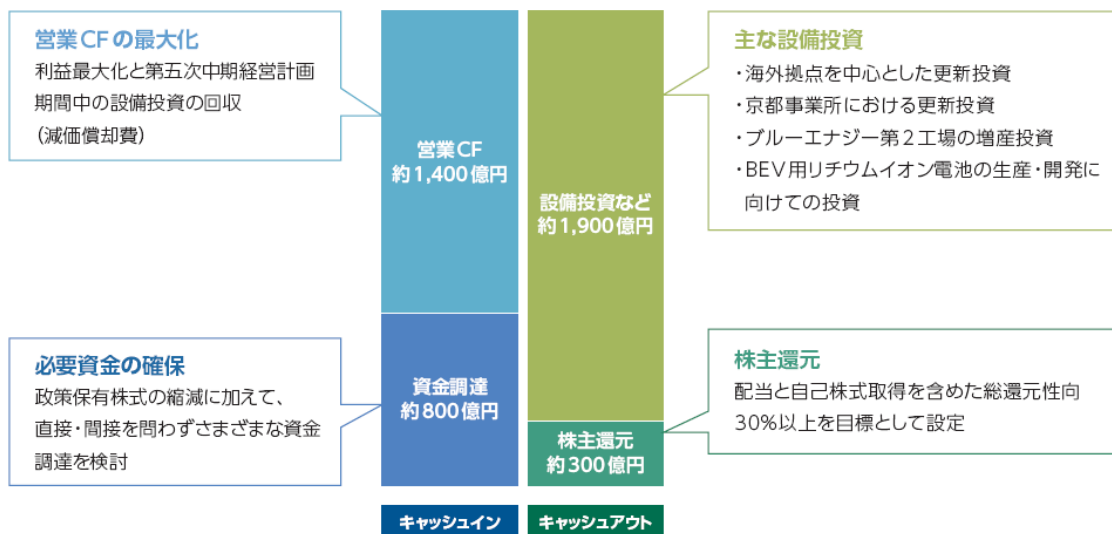 営業CFの最大化
利益最大化と第五次中期経営計画
期間中の設備投資の回収
(減価償却費)
必要資金の確保
政策保有株式の縮減に加えて、
直接・間接を問わずさまざまな資金
調達を検討
営業CF
約1,400億円
資金調達
約800億円
キャッシュイン
設備投資など
約1,900億円
株主還元
約300億円
キャッシュアウト
主な設備投資
・海外拠点を中心とした更新投資
・京都事業所における更新投資
・ブルーエナジー第2工場の増産投資
・BEV用リチウムイオン電池の生産・開発に
向けての投資
株主還元
配当と自己株式取得を含めた総還元性向
30%以上を目標として設定